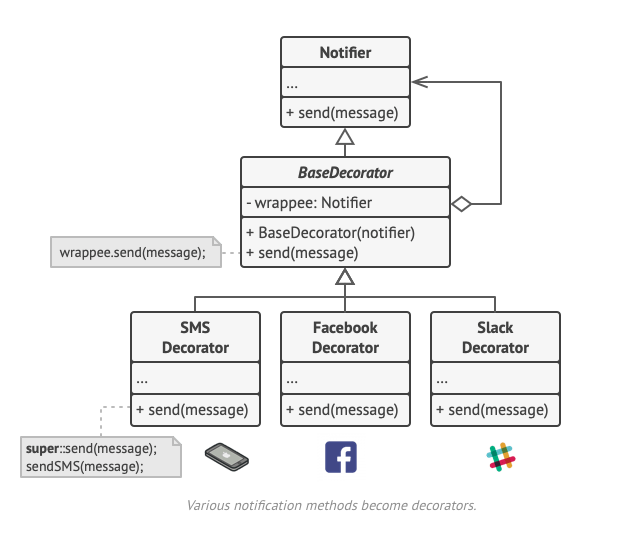 Notifier
...
+ send(message)
BaseDecorator
- wrappee: Notifier
+ BaseDecorator(notifier)
+ send(message)
wrappee.send(message);
SMS
Decorator
...
+ send(message)
Facebook
Decorator
...
+ send(message)
Slack
Decorator
...
+ send(message)
super::send(message);
sendSMS(message);
Various notification methods become decorators.